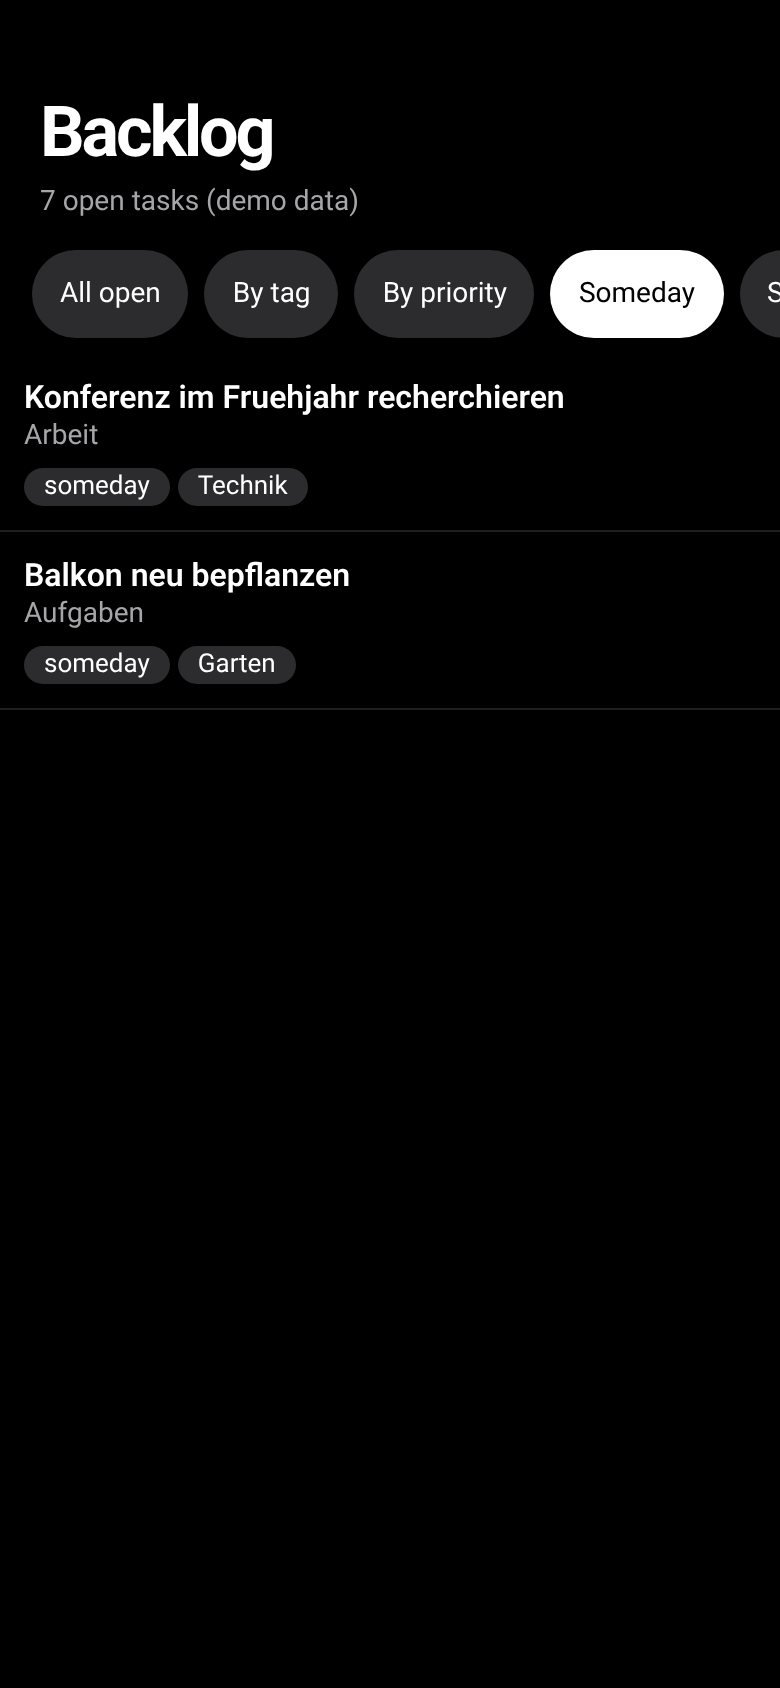 Backlog
7 open tasks (demo data)
All open By tag By priority Someday S
Konferenz im Fruehjahr recherchieren
Arbeit
someday Technik
Balkon neu bepflanzen
Aufgaben
someday Garten